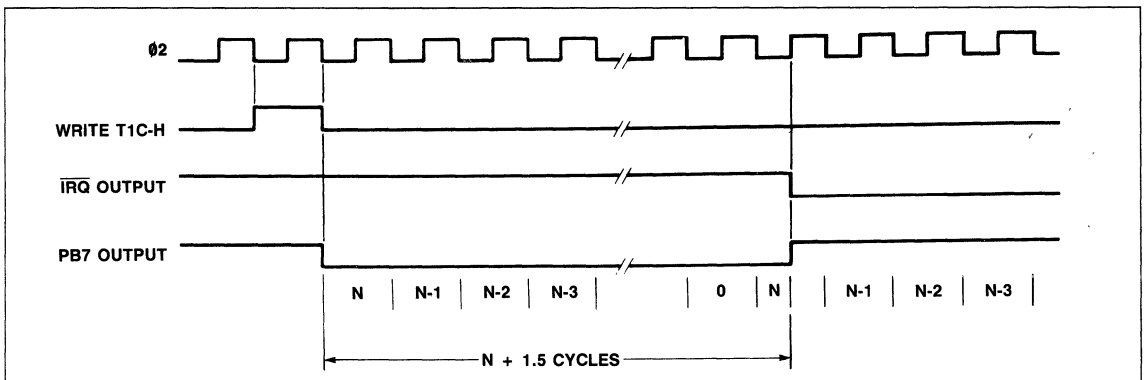 Ø2
WRITE T1C-H
IRQ OUTPUT
PB7 OUTPUT
N N-1 N-2 N-3 0 N N-1 N-2 N-3
N + 1.5 CYCLES